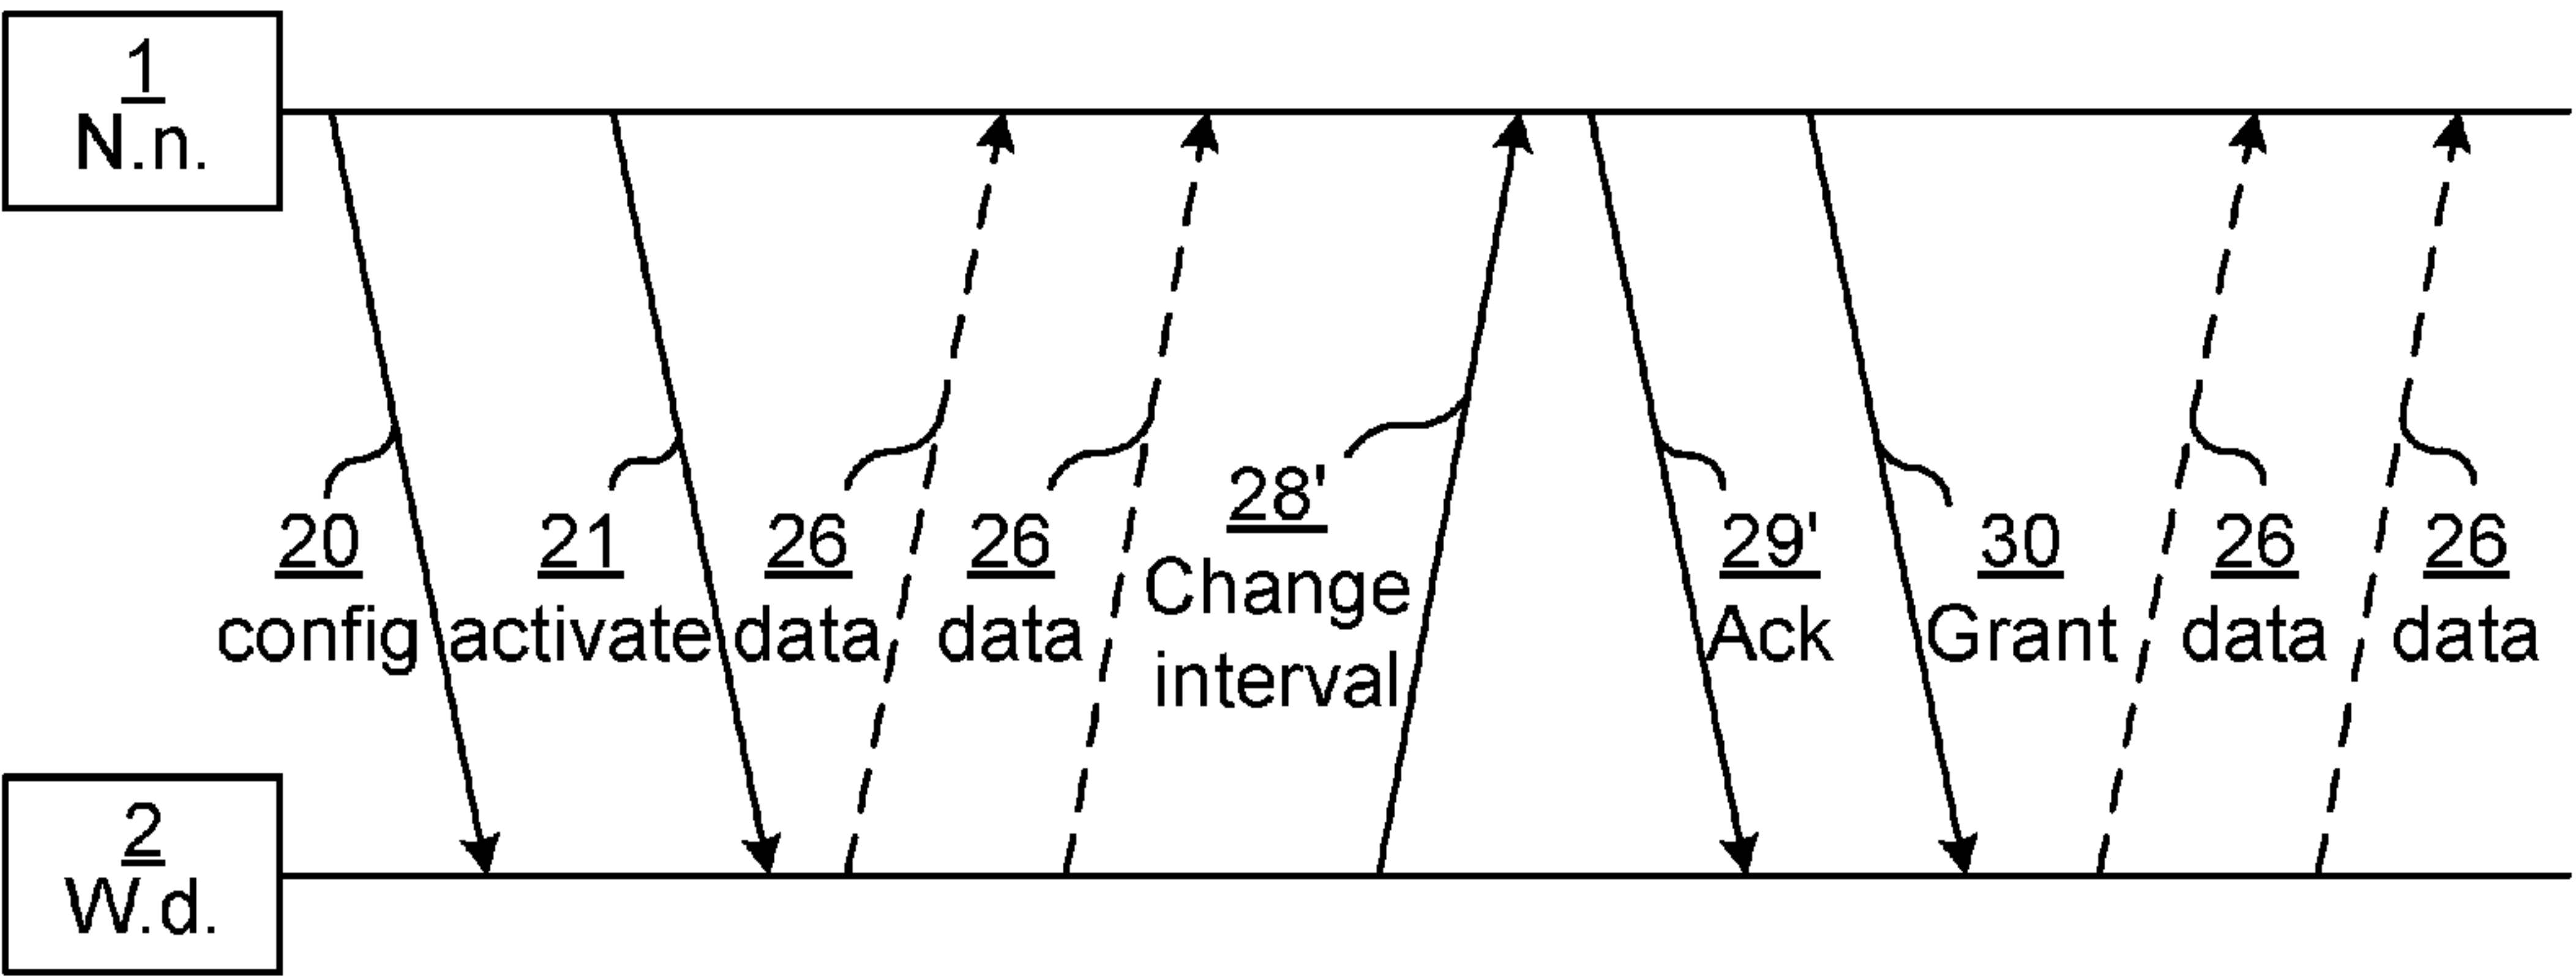 1
N.n.
20
config
21
activate
26
data
26
data
28'
Change
interval
29'
Ack
30
Grant
26
data
26
data
2
W.d.